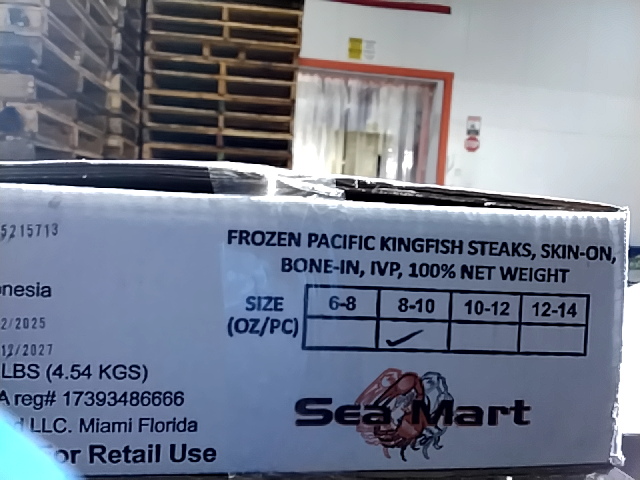 5215713
nesia
2/2025
12/2027
LBS (4.54 KGS)
A reg# 17393486666
d LLC. Miami Florida
or Retail Use
FROZEN PACIFIC KINGFISH STEAKS, SKIN-ON,
BONE-IN, IVP, 100% NET WEIGHT
SIZE
(OZ/PC)
6-8 8-10 10-12 12-14
Sea Mart